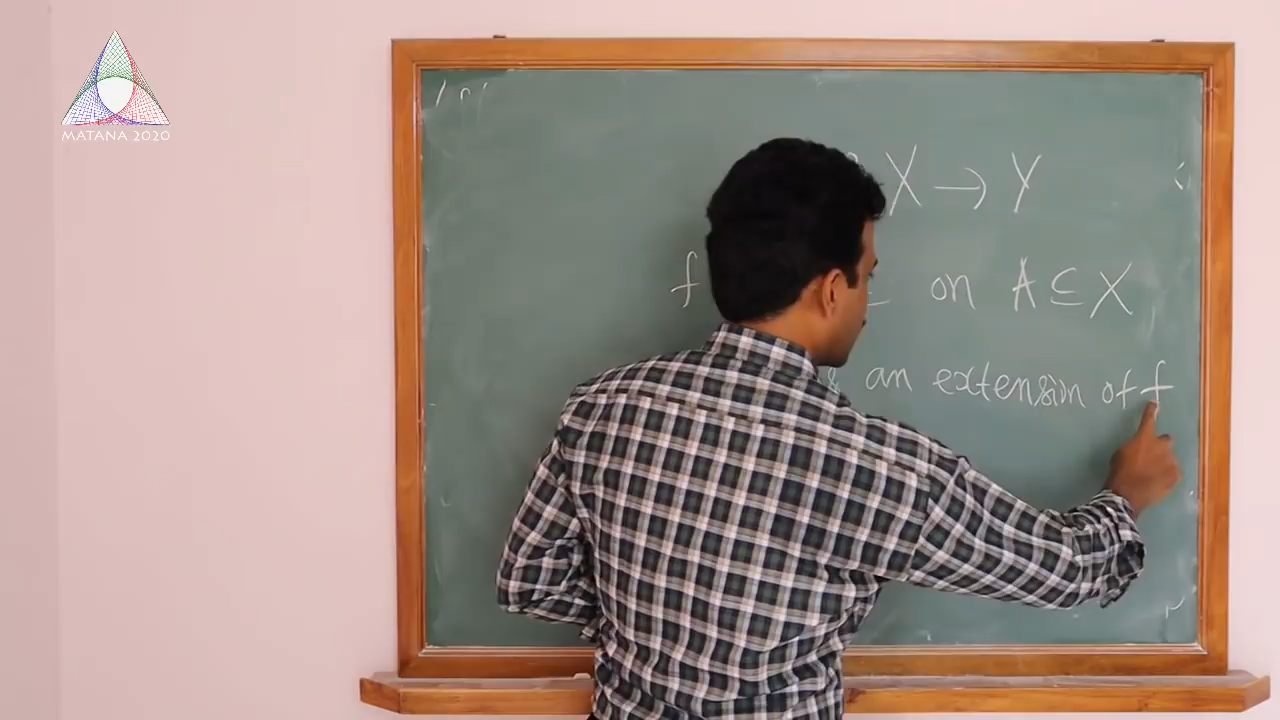 MATANA 2020
X → Y
f on A ⊆ X
an extension of f